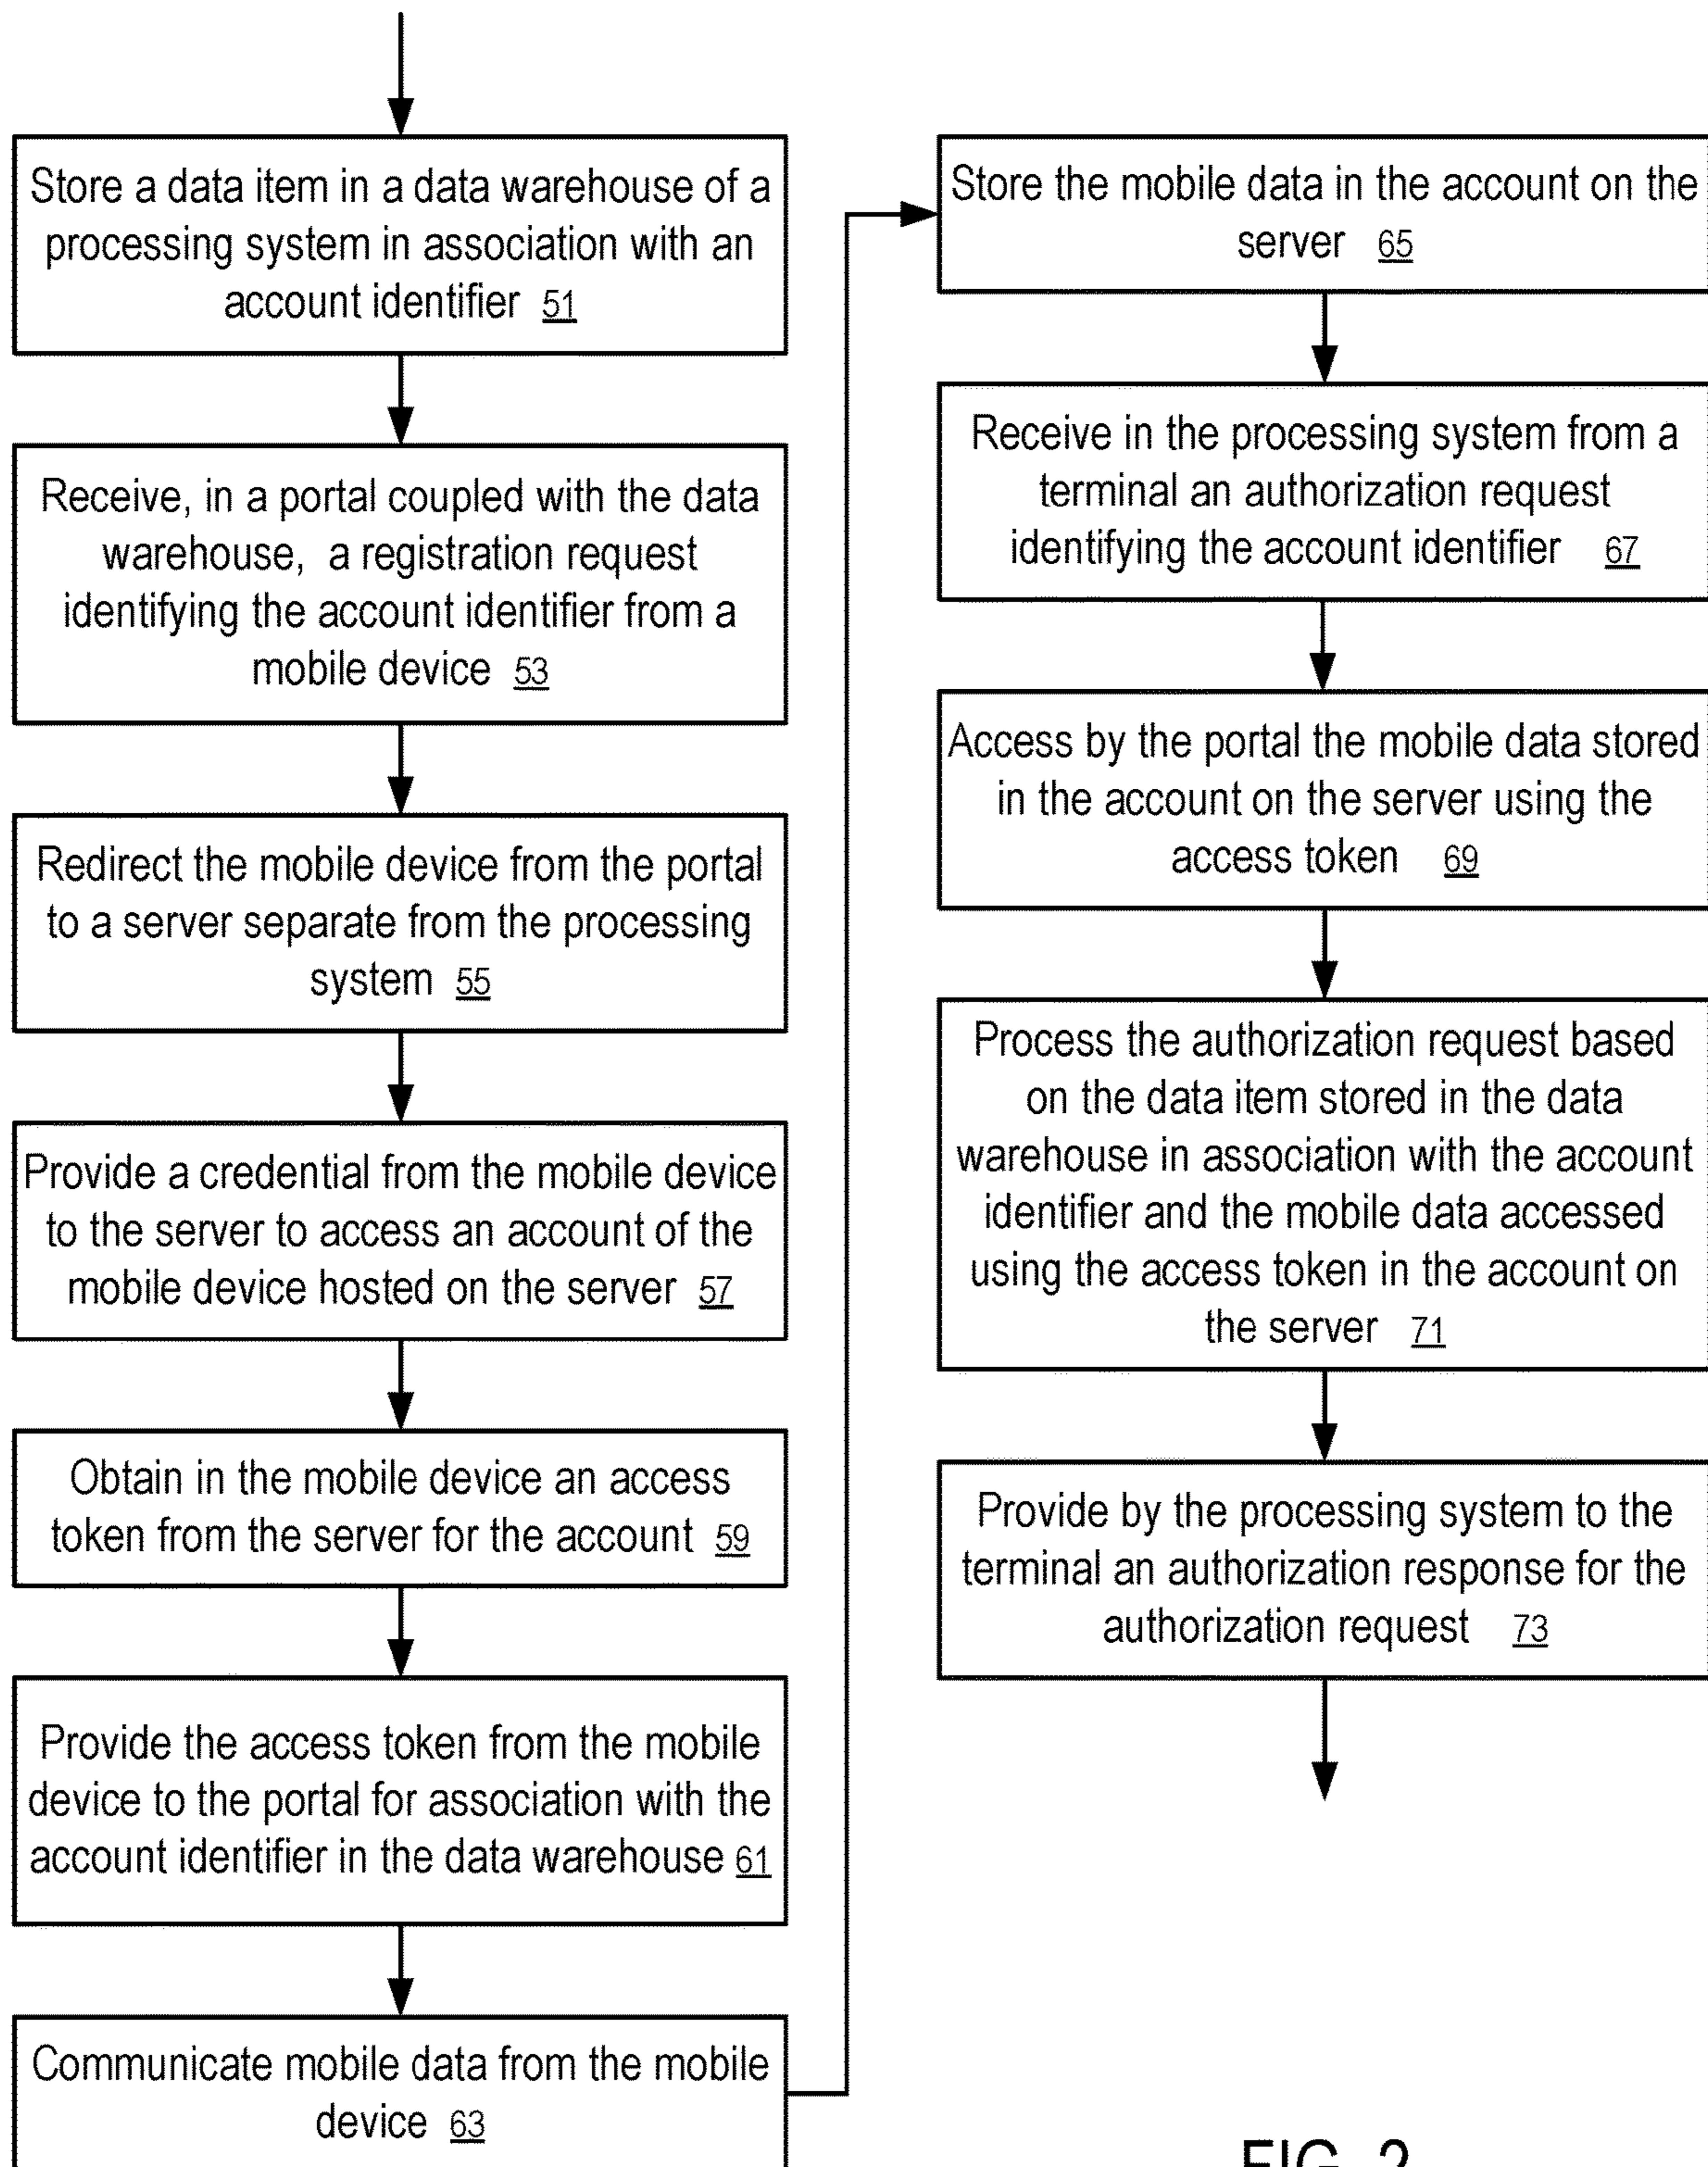 Store a data item in a data warehouse of a
processing system in association with an
account identifier 51
Receive, in a portal coupled with the data
warehouse, a registration request
identifying the account identifier from a
mobile device 53
Redirect the mobile device from the portal
to a server separate from the processing
system 55
Provide a credential from the mobile device
to the server to access an account of the
mobile device hosted on the server 57
Obtain in the mobile device an access
token from the server for the account 59
Provide the access token from the mobile
device to the portal for association with the
account identifier in the data warehouse 61
Communicate mobile data from the mobile
device 63
Store the mobile data in the account on the
server 65
Receive in the processing system from a
terminal an authorization request
identifying the account identifier 67
Access by the portal the mobile data stored
in the account on the server using the
access token 69
Process the authorization request based
on the data item stored in the data
warehouse in association with the account
identifier and the mobile data accessed
using the access token in the account on
the server 71
Provide by the processing system to the
terminal an authorization response for the
authorization request 73
FIG. 2